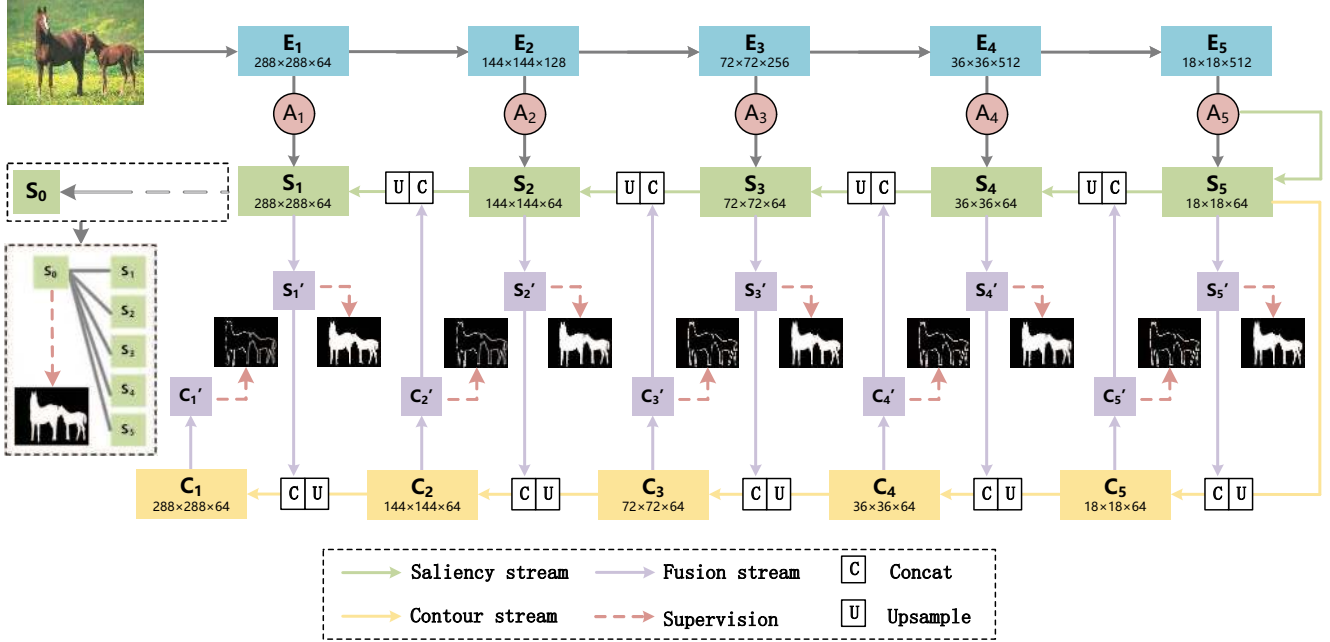 E₁
288×288×64
E₂
144×144×128
E₃
72×72×256
E₄
36×36×512
E₅
18×18×512
A₁
A₂
A₃
A₄
A₅
S₀
S₁
288×288×64
U C
S₂
144×144×64
U C
S₃
72×72×64
U C
S₄
36×36×64
U C
S₅
18×18×64
S₀
S₁
S₂
S₃
S₄
S₅
S₁′
S₂′
S₃′
S₄′
S₅′
C₁′
C₂′
C₃′
C₄′
C₅′
C₁
288×288×64
C U
C₂
144×144×64
C U
C₃
72×72×64
C U
C₄
36×36×64
C U
C₅
18×18×64
C U
Saliency stream
Fusion stream
C Concat
Contour stream
Supervision
U Upsample